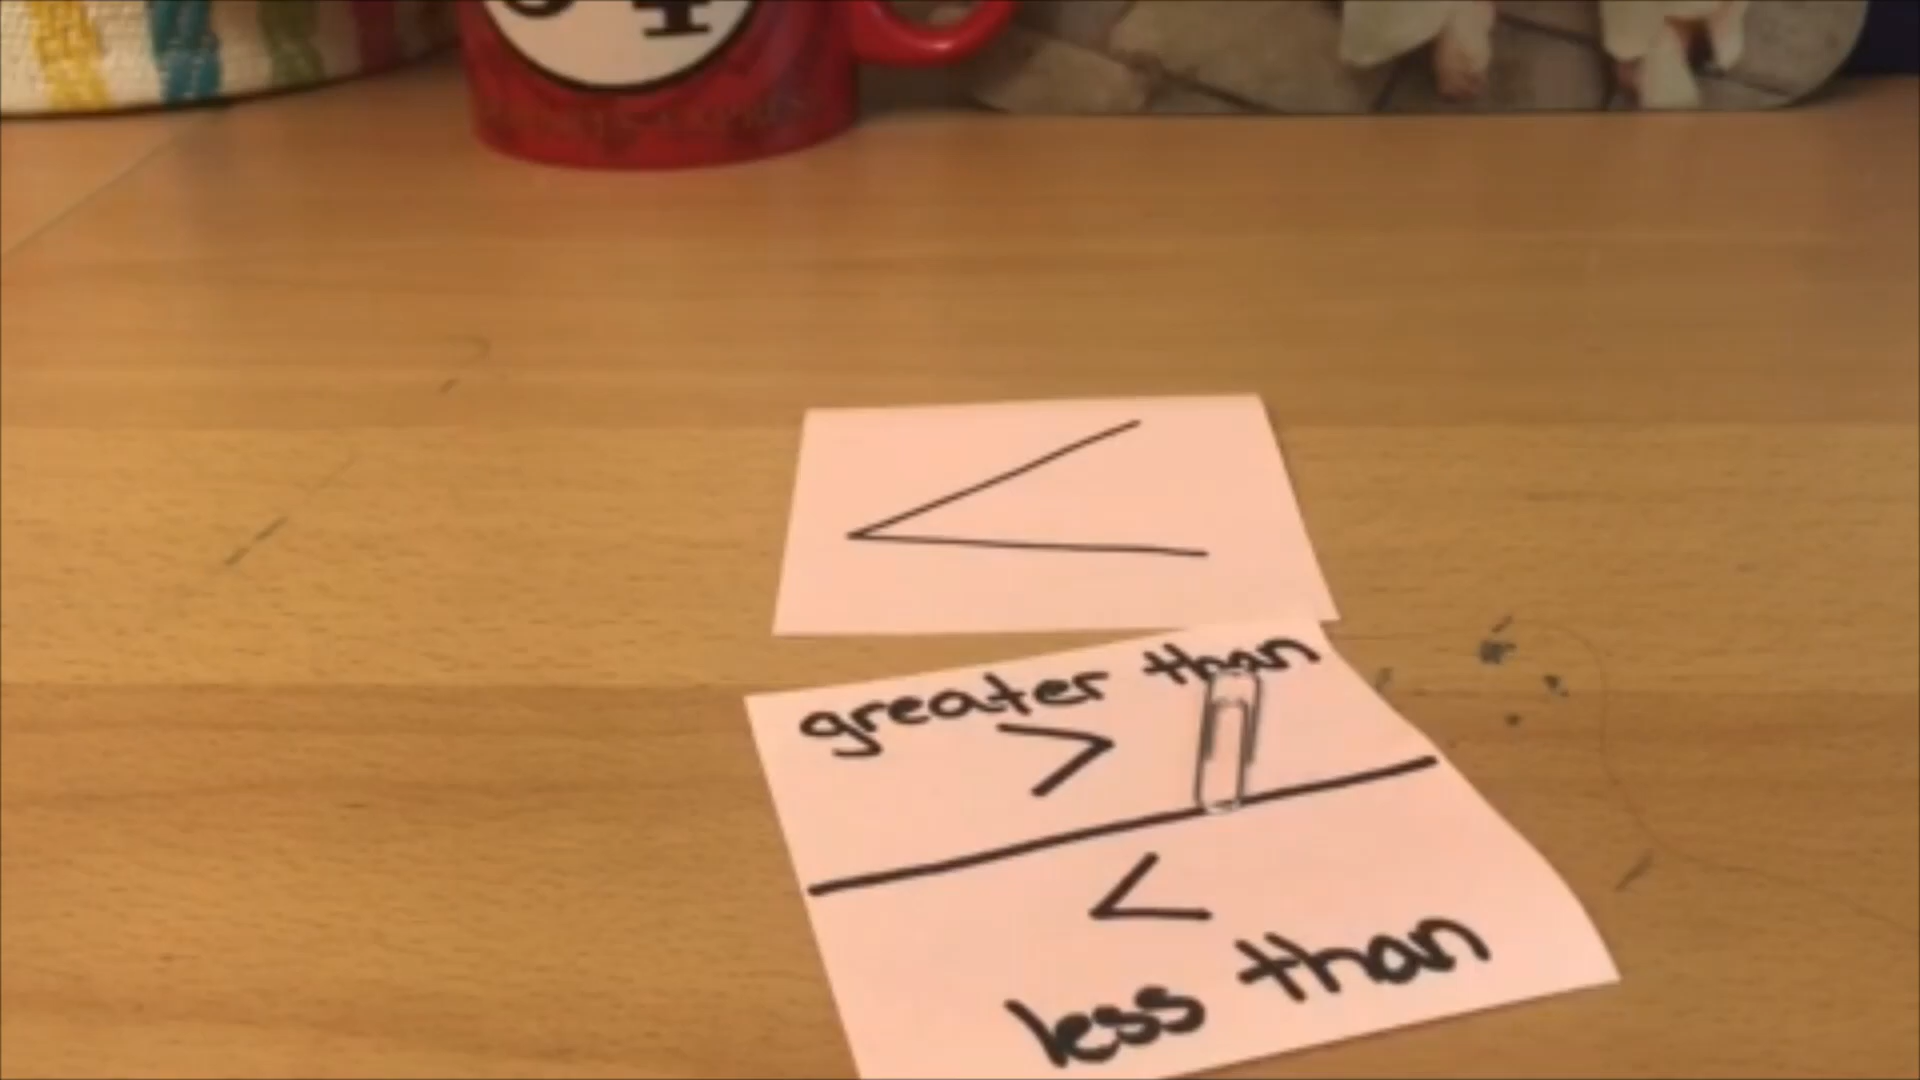 <
greater than
>
<
less than